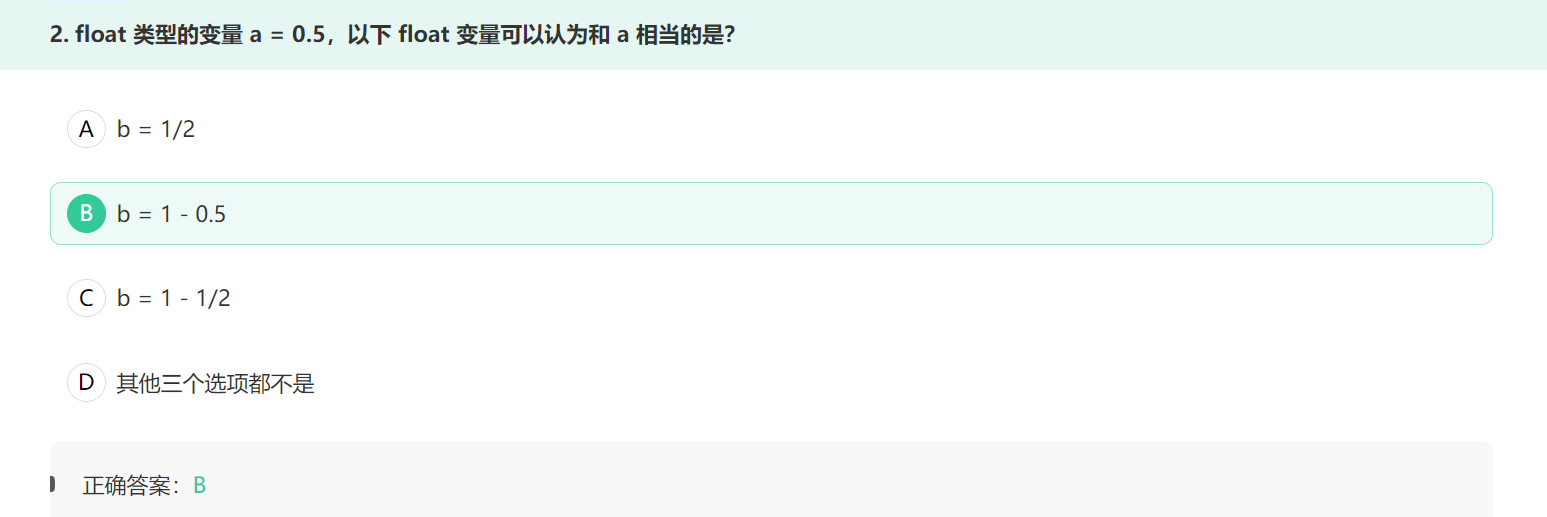 2. float 类型的变量 a = 0.5，以下 float 变量可以认为和 a 相当的是？
A b = 1/2
B b = 1 - 0.5
C b = 1 - 1/2
D 其他三个选项都不是
正确答案：B